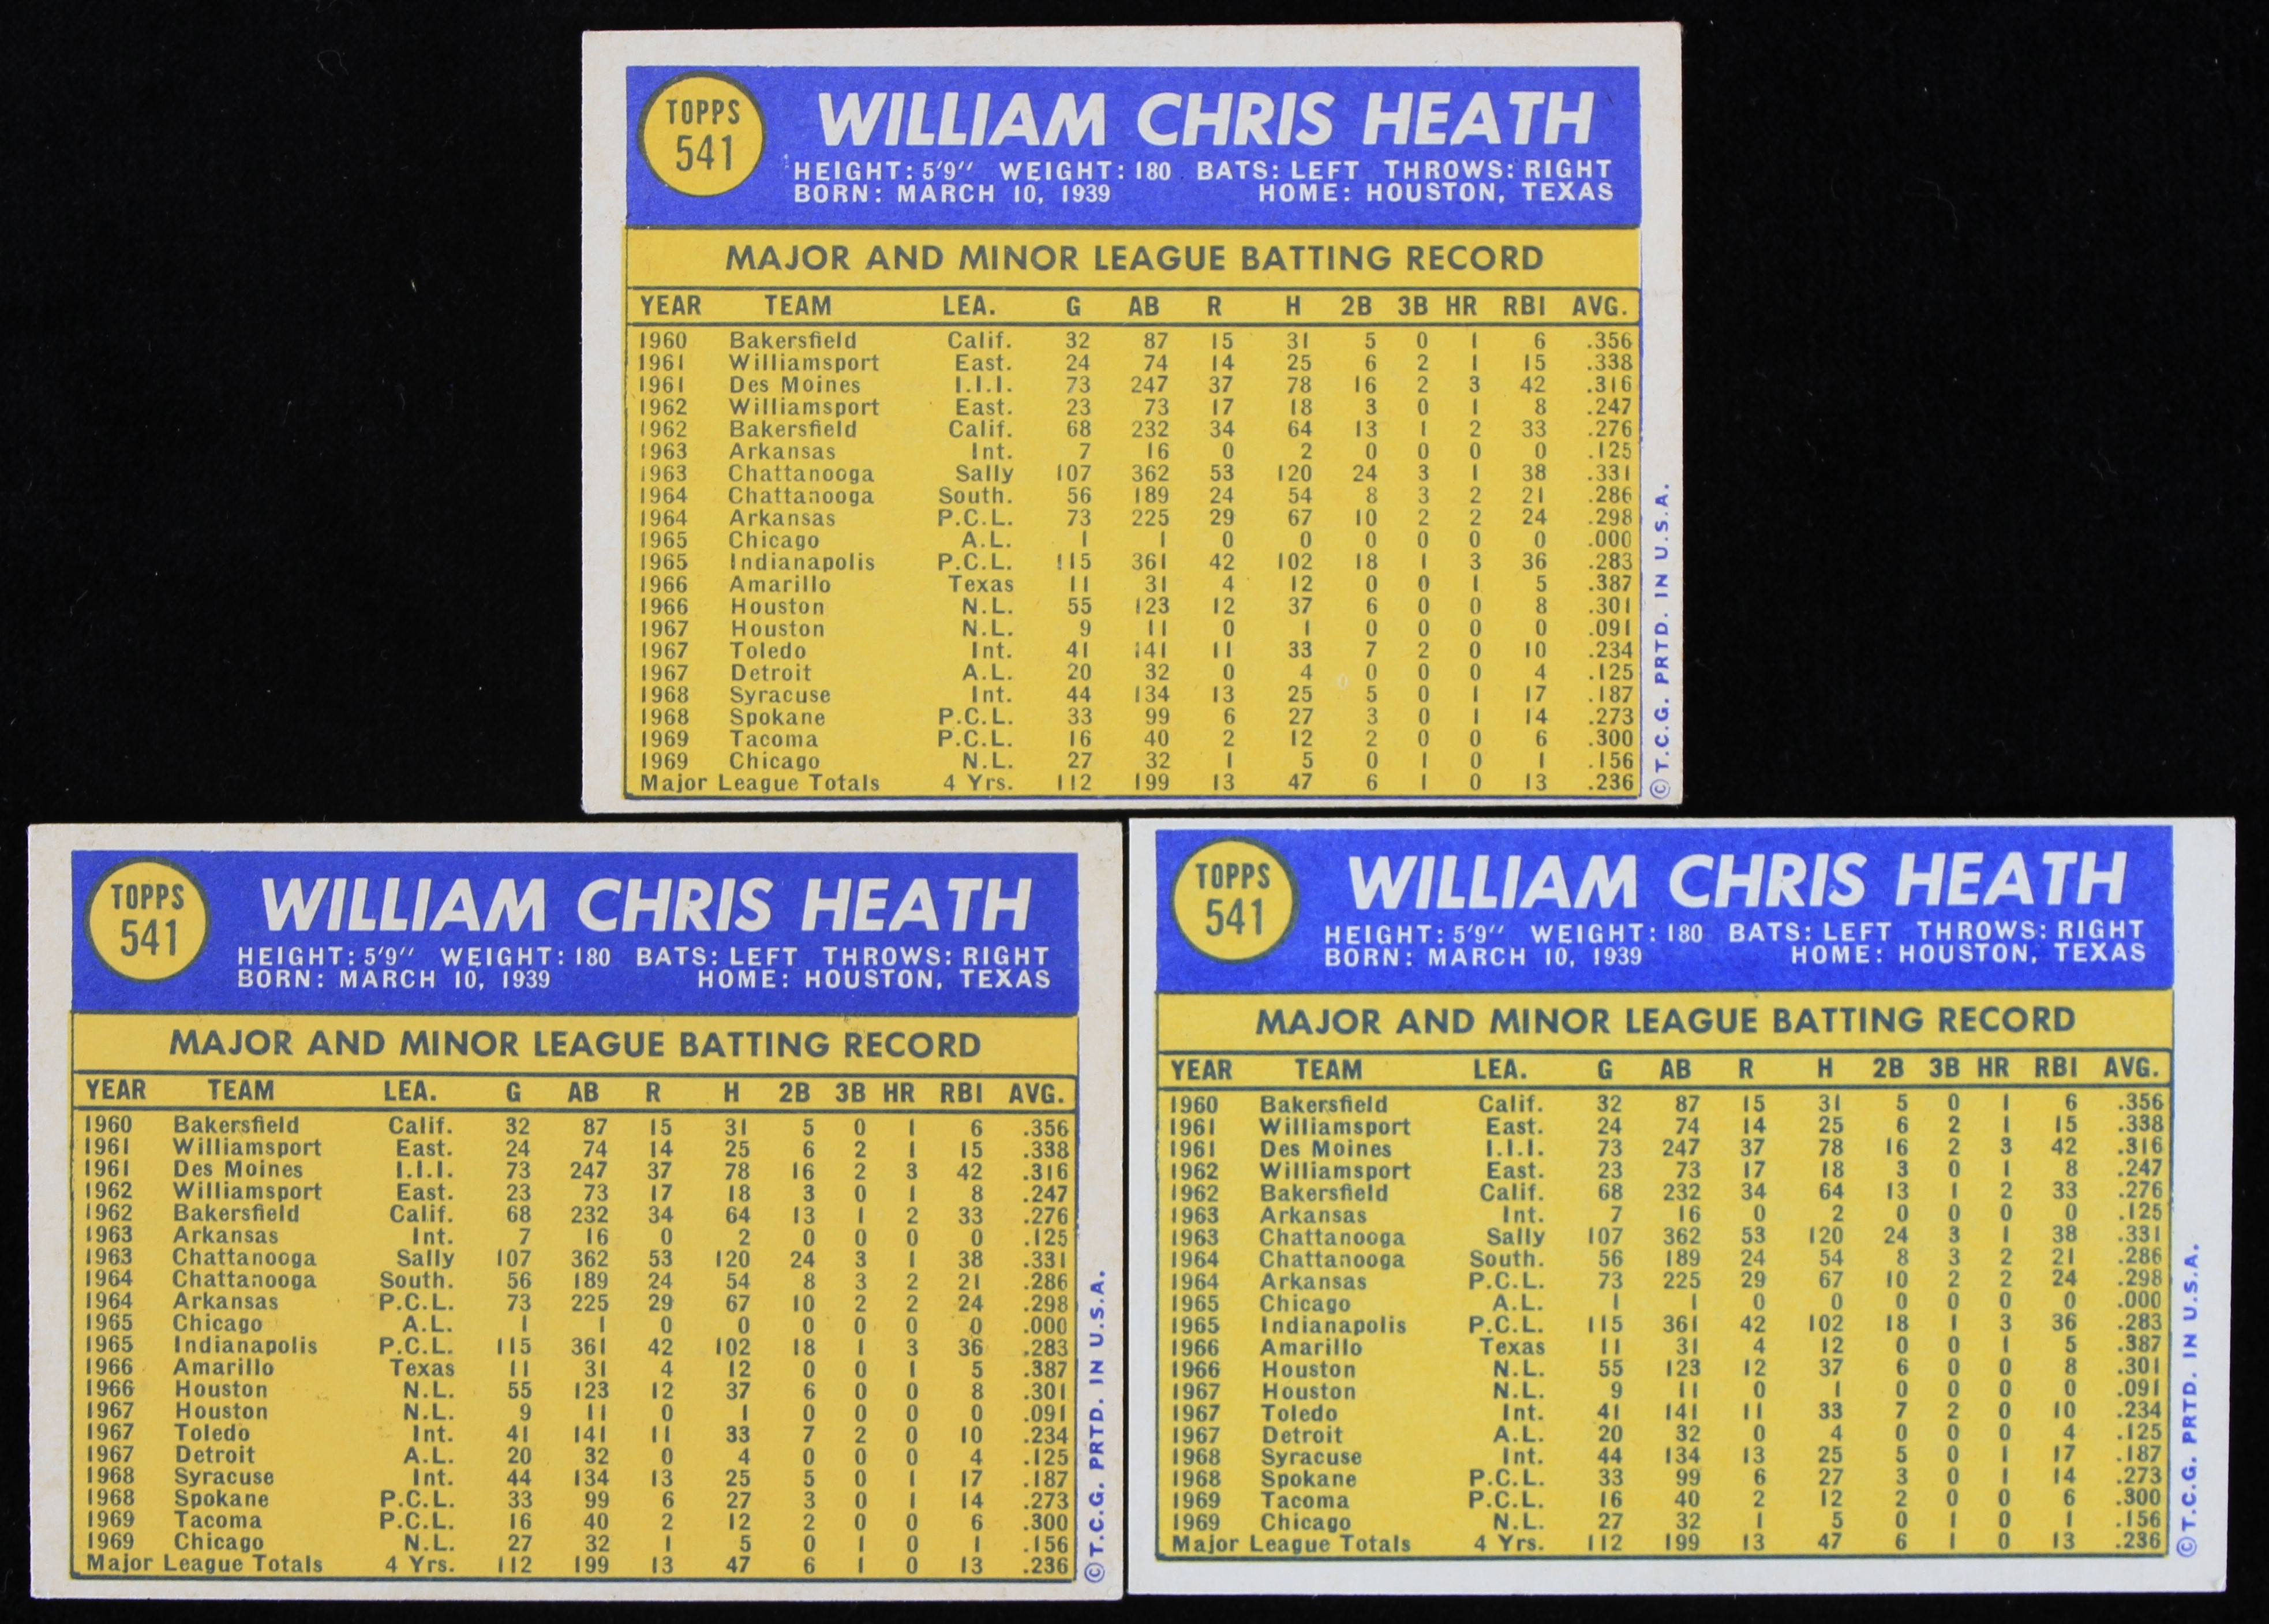 TOPPS
541
WILLIAM CHRIS HEATH
HEIGHT: 5'9" WEIGHT: 180 BATS: LEFT THROWS: RIGHT
BORN: MARCH 10, 1939 HOME: HOUSTON, TEXAS
MAJOR AND MINOR LEAGUE BATTING RECORD
YEAR TEAM LEA. G AB R H 2B 3B HR RBI AVG.
1960 Bakersfield Calif. 32 87 15 31 5 0 1 6 .356
1961 Williamsport East. 24 74 14 25 6 2 1 15 .338
1961 Des Moines I.I.I. 73 247 37 78 16 2 3 42 .316
1962 Williamsport East. 23 73 17 18 3 0 1 8 .247
1962 Bakersfield Calif. 68 232 34 64 13 1 2 33 .276
1963 Arkansas Int. 7 16 0 2 0 0 0 0 .125
1963 Chattanooga Sally 107 362 53 120 24 3 1 38 .331
1964 Chattanooga South. 56 189 24 54 8 3 2 21 .286
1964 Arkansas P.C.L. 73 225 29 67 10 2 2 24 .298
1965 Chicago A.L. 1 1 0 0 0 0 0 0 .000
1965 Indianapolis P.C.L. 115 361 42 102 18 1 3 36 .283
1966 Amarillo Texas 11 31 4 12 0 0 1 5 .387
1966 Houston N.L. 55 123 12 37 6 0 0 8 .301
1967 Houston N.L. 9 11 0 1 0 0 0 0 .091
1967 Toledo Int. 41 141 11 33 7 2 0 10 .234
1967 Detroit A.L. 20 32 0 4 0 0 0 4 .125
1968 Syracuse Int. 44 134 13 25 5 0 1 17 .187
1968 Spokane P.C.L. 33 99 6 27 3 0 1 14 .273
1969 Tacoma P.C.L. 16 40 2 12 2 0 0 6 .300
1969 Chicago N.L. 27 32 1 5 0 1 0 1 .156
Major League Totals 4 Yrs. 112 199 13 47 6 1 0 13 .236
©T.C.G. PRTD. IN U.S.A.
TOPPS
541
WILLIAM CHRIS HEATH
HEIGHT: 5'9" WEIGHT: 180 BATS: LEFT THROWS: RIGHT
BORN: MARCH 10, 1939 HOME: HOUSTON, TEXAS
MAJOR AND MINOR LEAGUE BATTING RECORD
YEAR TEAM LEA. G AB R H 2B 3B HR RBI AVG.
1960 Bakersfield Calif. 32 87 15 31 5 0 1 6 .356
1961 Williamsport East. 24 74 14 25 6 2 1 15 .338
1961 Des Moines I.I.I. 73 247 37 78 16 2 3 42 .316
1962 Williamsport East. 23 73 17 18 3 0 1 8 .247
1962 Bakersfield Calif. 68 232 34 64 13 1 2 33 .276
1963 Arkansas Int. 7 16 0 2 0 0 0 0 .125
1963 Chattanooga Sally 107 362 53 120 24 3 1 38 .331
1964 Chattanooga South. 56 189 24 54 8 3 2 21 .286
1964 Arkansas P.C.L. 73 225 29 67 10 2 2 24 .298
1965 Chicago A.L. 1 1 0 0 0 0 0 0 .000
1965 Indianapolis P.C.L. 115 361 42 102 18 1 3 36 .283
1966 Amarillo Texas 11 31 4 12 0 0 1 5 .387
1966 Houston N.L. 55 123 12 37 6 0 0 8 .301
1967 Houston N.L. 9 11 0 1 0 0 0 0 .091
1967 Toledo Int. 41 141 11 33 7 2 0 10 .234
1967 Detroit A.L. 20 32 0 4 0 0 0 4 .125
1968 Syracuse Int. 44 134 13 25 5 0 1 17 .187
1968 Spokane P.C.L. 33 99 6 27 3 0 1 14 .273
1969 Tacoma P.C.L. 16 40 2 12 2 0 0 6 .300
1969 Chicago N.L. 27 32 1 5 0 1 0 1 .156
Major League Totals 4 Yrs. 112 199 13 47 6 1 0 13 .236
©T.C.G. PRTD. IN U.S.A.
TOPPS
541
WILLIAM CHRIS HEATH
HEIGHT: 5'9" WEIGHT: 180 BATS: LEFT THROWS: RIGHT
BORN: MARCH 10, 1939 HOME: HOUSTON, TEXAS
MAJOR AND MINOR LEAGUE BATTING RECORD
YEAR TEAM LEA. G AB R H 2B 3B HR RBI AVG.
1960 Bakersfield Calif. 32 87 15 31 5 0 1 6 .356
1961 Williamsport East. 24 74 14 25 6 2 1 15 .338
1961 Des Moines I.I.I. 73 247 37 78 16 2 3 42 .316
1962 Williamsport East. 23 73 17 18 3 0 1 8 .247
1962 Bakersfield Calif. 68 232 34 64 13 1 2 33 .276
1963 Arkansas Int. 7 16 0 2 0 0 0 0 .125
1963 Chattanooga Sally 107 362 53 120 24 3 1 38 .331
1964 Chattanooga South. 56 189 24 54 8 3 2 21 .286
1964 Arkansas P.C.L. 73 225 29 67 10 2 2 24 .298
1965 Chicago A.L. 1 1 0 0 0 0 0 0 .000
1965 Indianapolis P.C.L. 115 361 42 102 18 1 3 36 .283
1966 Amarillo Texas 11 31 4 12 0 0 1 5 .387
1966 Houston N.L. 55 123 12 37 6 0 0 8 .301
1967 Houston N.L. 9 11 0 1 0 0 0 0 .091
1967 Toledo Int. 41 141 11 33 7 2 0 10 .234
1967 Detroit A.L. 20 32 0 4 0 0 0 4 .125
1968 Syracuse Int. 44 134 13 25 5 0 1 17 .187
1968 Spokane P.C.L. 33 99 6 27 3 0 1 14 .273
1969 Tacoma P.C.L. 16 40 2 12 2 0 0 6 .300
1969 Chicago N.L. 27 32 1 5 0 1 0 1 .156
Major League Totals 4 Yrs. 112 199 13 47 6 1 0 13 .236
©T.C.G. PRTD. IN U.S.A.